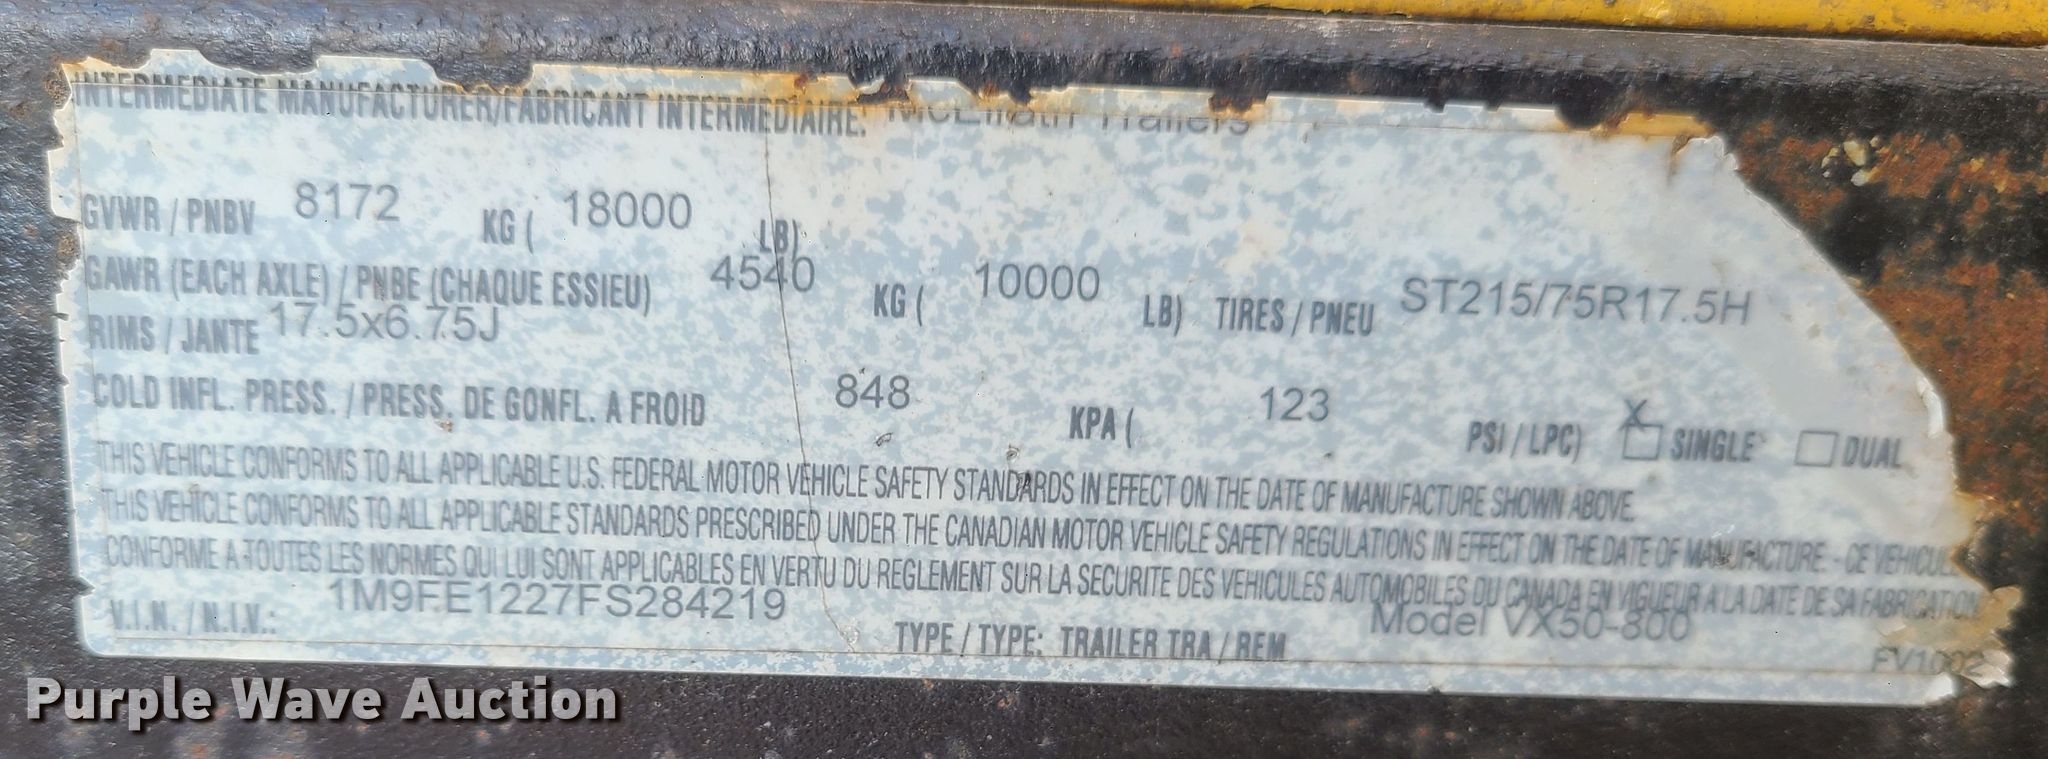 INTERMEDIATE MANUFACTURER/FABRICANT INTERMEDIAIRE: McElrath Trailers
GVWR / PNBV 8172 KG ( 18000 LB)
GAWR (EACH AXLE) / PNBE (CHAQUE ESSIEU) 4540 KG ( 10000 LB) TIRES / PNEU ST215/75R17.5H
RIMS / JANTE 17.5x6.75J
COLD INFL. PRESS. / PRESS. DE GONFL. A FROID 848 KPA ( 123 PSI / LPC) X SINGLE DUAL
THIS VEHICLE CONFORMS TO ALL APPLICABLE U.S. FEDERAL MOTOR VEHICLE SAFETY STANDARDS IN EFFECT ON THE DATE OF MANUFACTURE SHOWN ABOVE.
THIS VEHICLE CONFORMS TO ALL APPLICABLE STANDARDS PRESCRIBED UNDER THE CANADIAN MOTOR VEHICLE SAFETY REGULATIONS IN EFFECT ON THE DATE OF MANUFACTURE. - CE VEHICULE
CONFORME A TOUTES LES NORMES QUI LUI SONT APPLICABLES EN VERTU DU REGLEMENT SUR LA SECURITE DES VEHICULES AUTOMOBILES DU CANADA EN VIGUEUR A LA DATE DE SA FABRICATION.
V.I.N. / N.I.V.: 1M9FE1227FS284219 TYPE / TYPE: TRAILER TRA / REM Model VX50-300
FV1002
Purple Wave Auction